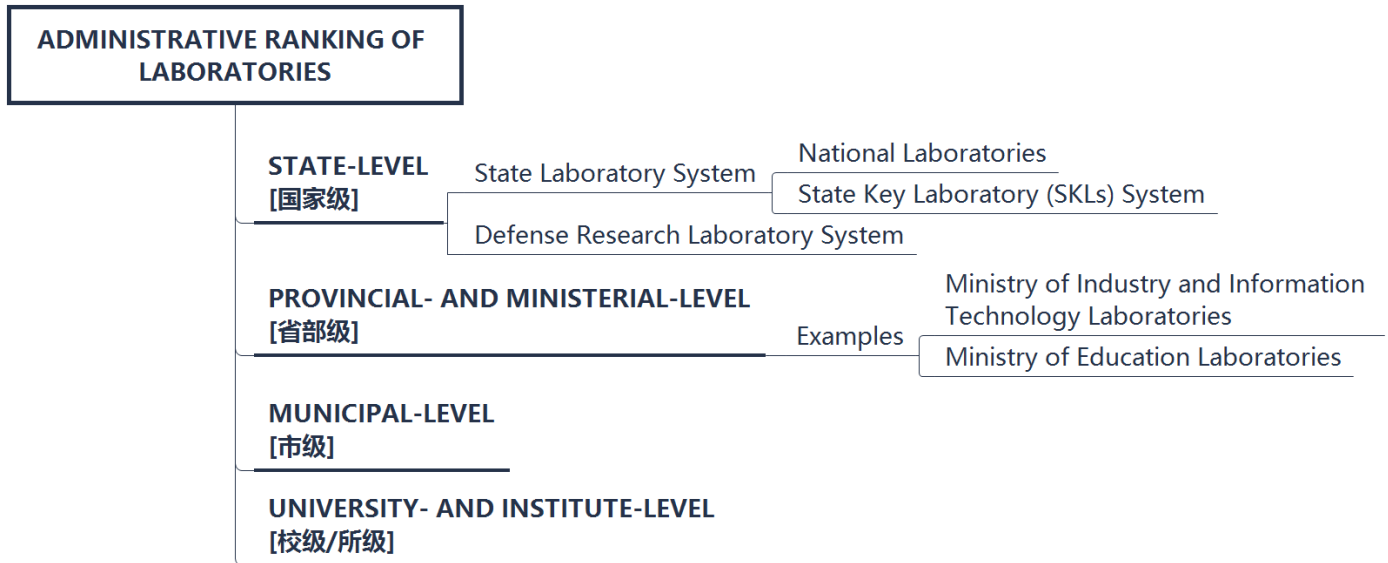 ADMINISTRATIVE RANKING OF
LABORATORIES
STATE-LEVEL
[国家级]
State Laboratory System
National Laboratories
State Key Laboratory (SKLs) System
Defense Research Laboratory System
PROVINCIAL- AND MINISTERIAL-LEVEL
[省部级]
Examples
Ministry of Industry and Information
Technology Laboratories
Ministry of Education Laboratories
MUNICIPAL-LEVEL
[市级]
UNIVERSITY- AND INSTITUTE-LEVEL
[校级/所级]